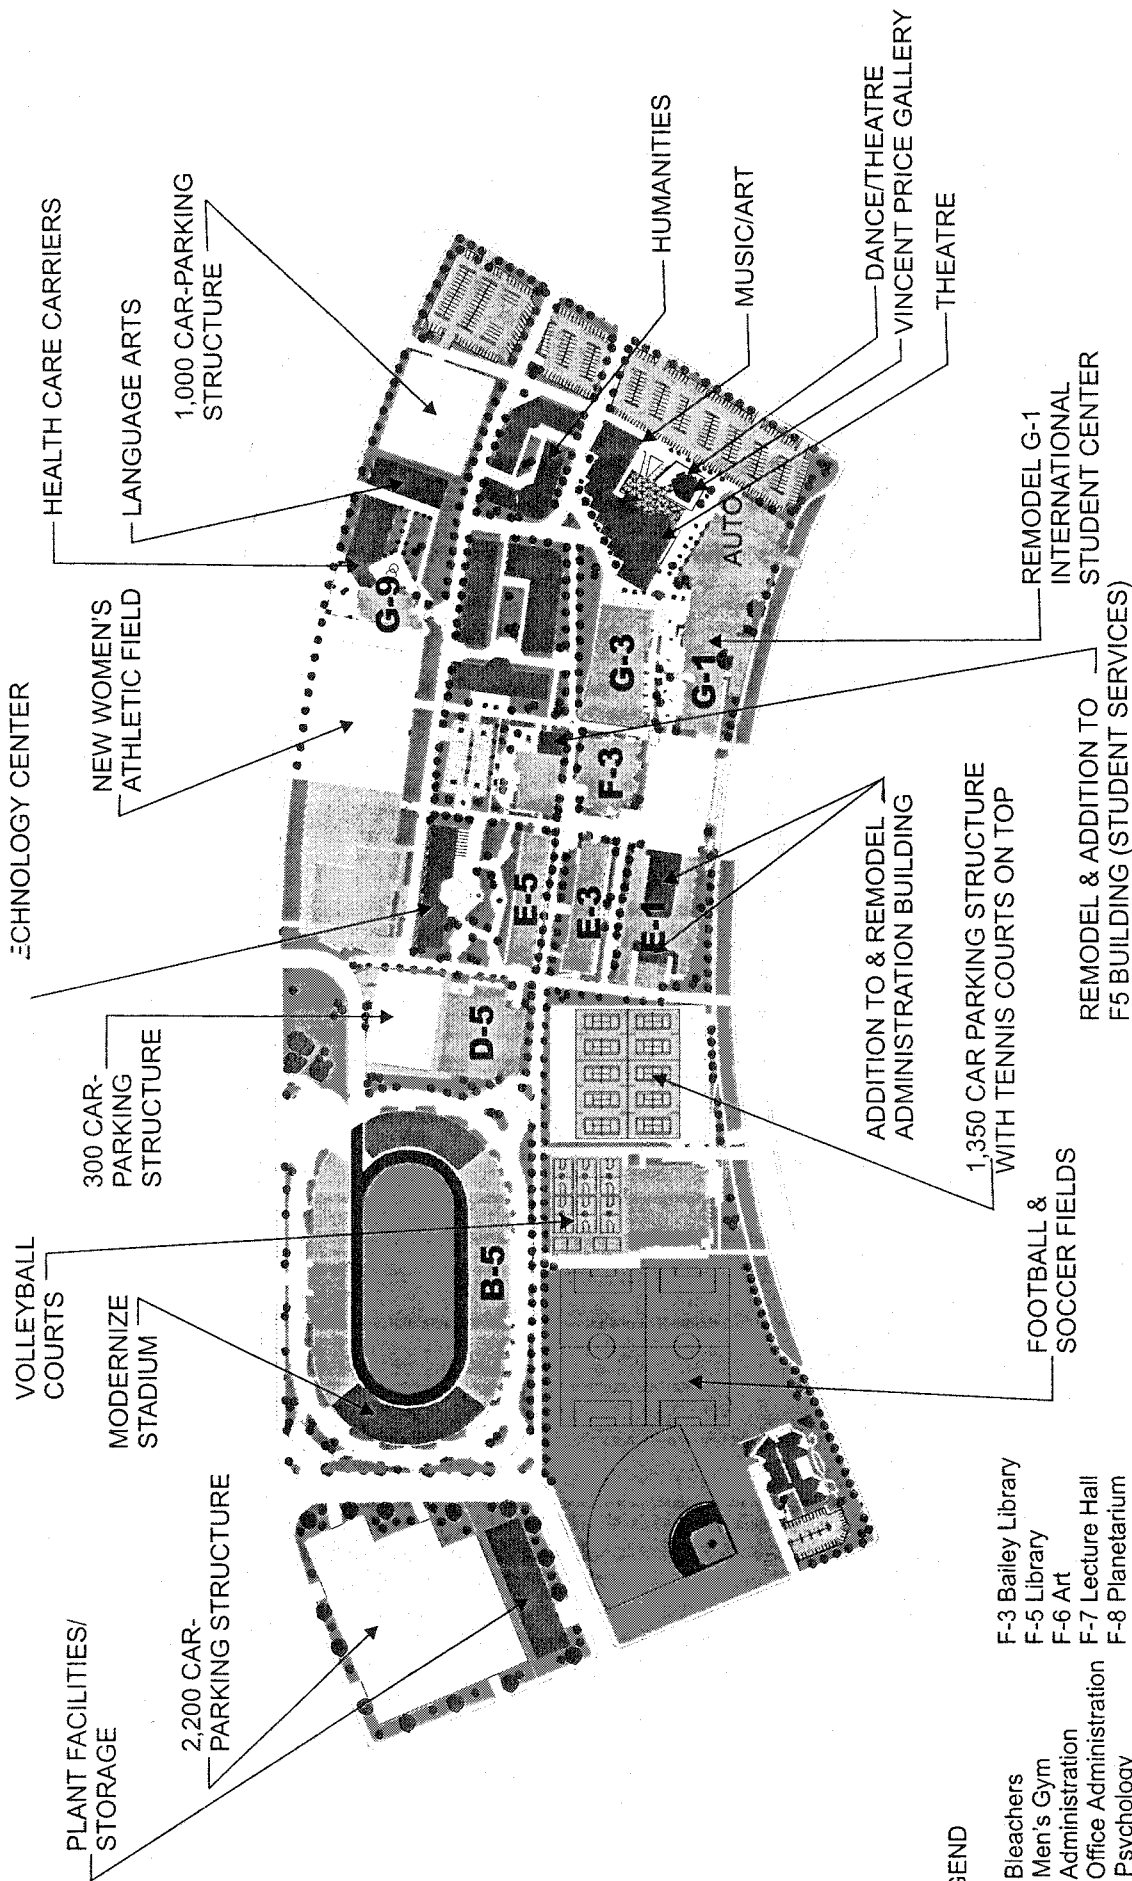 PLANT FACILITIES/
STORAGE
2,200 CAR-
PARKING STRUCTURE
VOLLEYBALL
COURTS
MODERNIZE
STADIUM
300 CAR-
PARKING
STRUCTURE
ECHNOLOGY CENTER
NEW WOMEN'S
ATHLETIC FIELD
HEALTH CARE CARRIERS
LANGUAGE ARTS
1,000 CAR-PARKING
STRUCTURE
HUMANITIES
MUSIC/ART
DANCE/THEATRE
VINCENT PRICE GALLERY
THEATRE
B-5
D-5
E-5
E-3
E-1
F-3
G-3
G-1
G-9
AUTO
REMODEL G-1
INTERNATIONAL
STUDENT CENTER
REMODEL & ADDITION TO
F5 BUILDING (STUDENT SERVICES)
ADDITION TO & REMODEL
ADMINISTRATION BUILDING
1,350 CAR PARKING STRUCTURE
WITH TENNIS COURTS ON TOP
FOOTBALL &
SOCCER FIELDS
GEND
Bleachers
Men's Gym
Administration
Office Administration
Psychology
F-3 Bailey Library
F-5 Library
F-6 Art
F-7 Lecture Hall
F-8 Planetarium